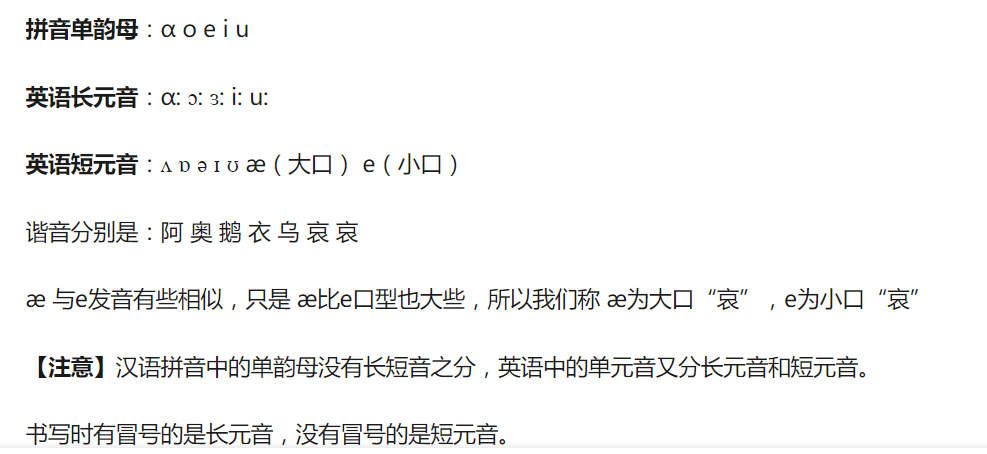 拼音单韵母：ɑ o e i u
英语长元音：ɑ: ɔ: ɜ: i: u:
英语短元音：ʌ ɒ ə ɪ ʊ æ（大口） e（小口）
谐音分别是：阿 奥 鹅 衣 乌 哀 哀
æ 与e发音有些相似，只是 æ比e口型也大些，所以我们称 æ为大口“哀”，e为小口“哀”
【注意】汉语拼音中的单韵母没有长短音之分，英语中的单元音又分长元音和短元音。
书写时有冒号的是长元音，没有冒号的是短元音。